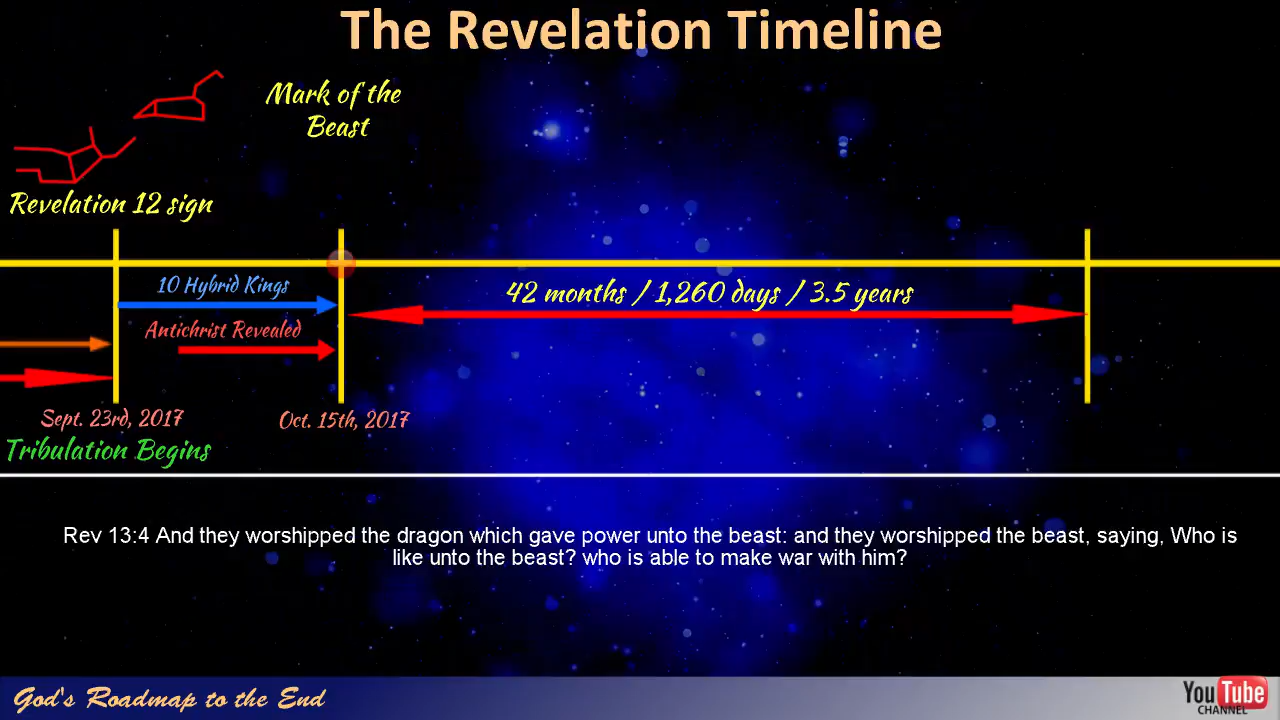 The Revelation Timeline
Mark of the
Beast
Revelation 12 sign
10 Hybrid Kings
42 months / 1,260 days / 3.5 years
Antichrist Revealed
Sept. 23rd, 2017
Oct. 15th, 2017
Tribulation Begins
Rev 13:4 And they worshipped the dragon which gave power unto the beast: and they worshipped the beast, saying, Who is
like unto the beast? who is able to make war with him?
God's Roadmap to the End
YouTube
CHANNEL